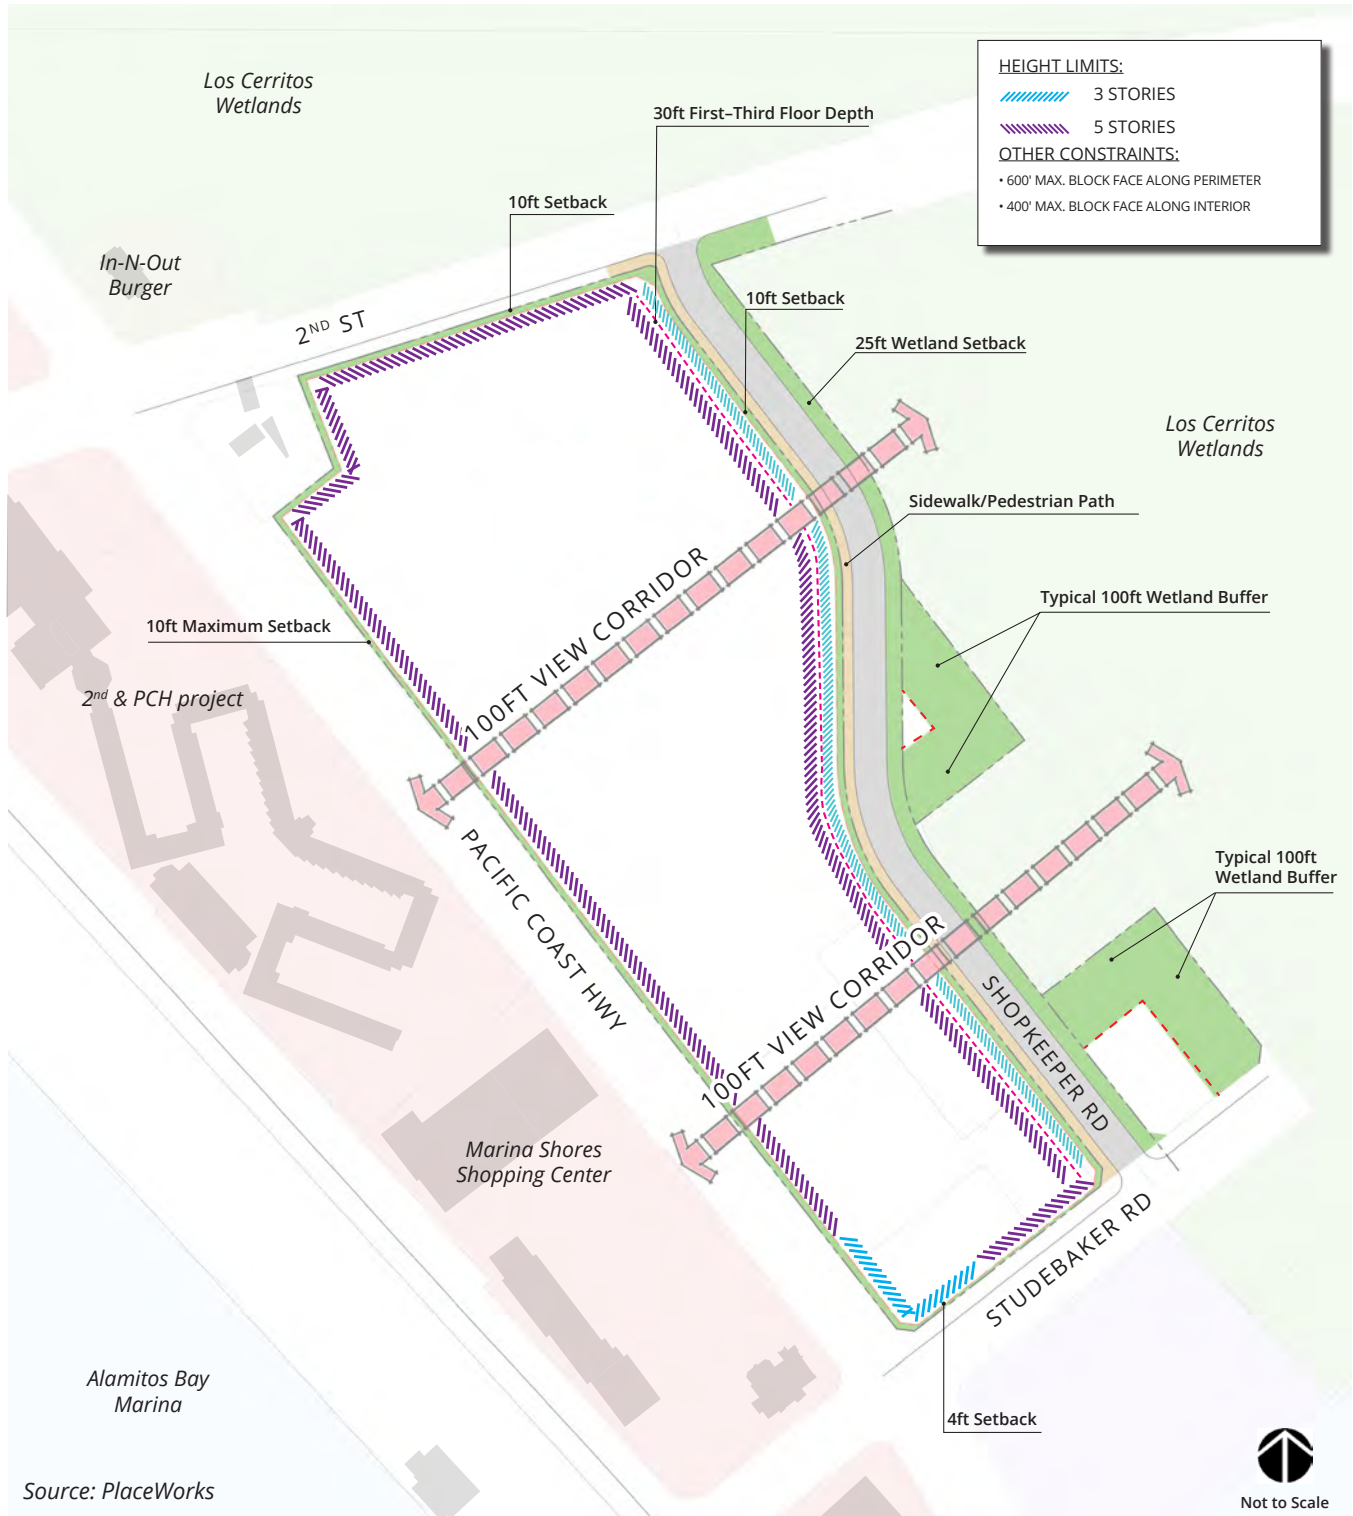 HEIGHT LIMITS:
3 STORIES
5 STORIES
OTHER CONSTRAINTS:
• 600' MAX. BLOCK FACE ALONG PERIMETER
• 400' MAX. BLOCK FACE ALONG INTERIOR
Los Cerritos
Wetlands
30ft First–Third Floor Depth
10ft Setback
In-N-Out
Burger
2ND ST
10ft Setback
25ft Wetland Setback
Los Cerritos
Wetlands
Sidewalk/Pedestrian Path
100FT VIEW CORRIDOR
Typical 100ft Wetland Buffer
10ft Maximum Setback
2nd & PCH project
PACIFIC COAST HWY
Typical 100ft
Wetland Buffer
100FT VIEW CORRIDOR
SHOPKEEPER RD
Marina Shores
Shopping Center
STUDEBAKER RD
Alamitos Bay
Marina
4ft Setback
Source: PlaceWorks
Not to Scale